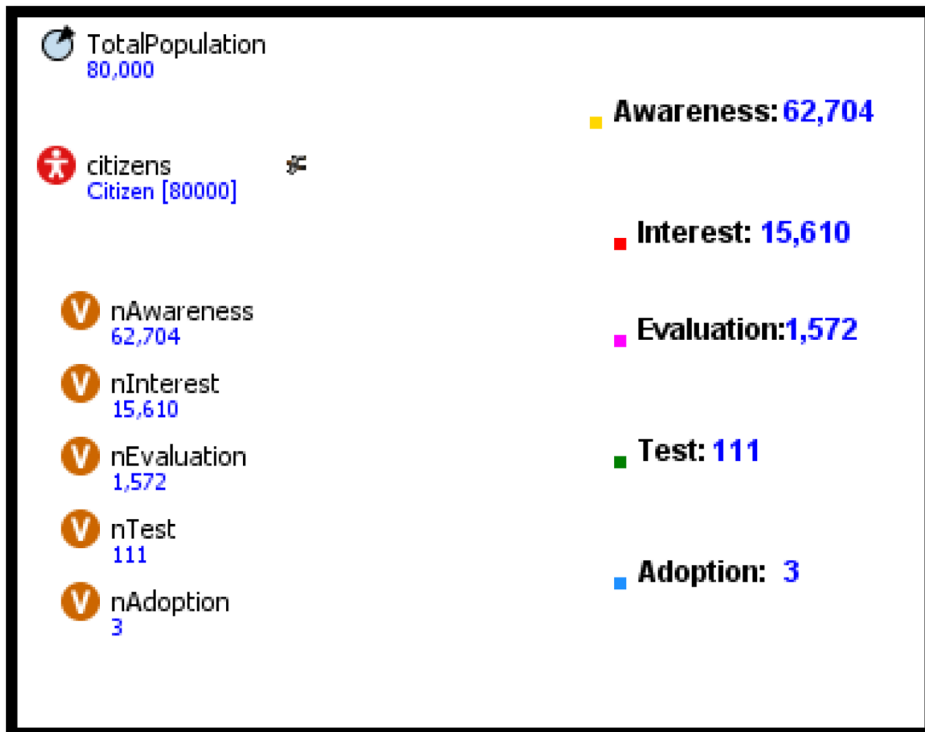 TotalPopulation
80,000
Awareness: 62,704
citizens
Citizen [80000]
Interest: 15,610
nAwareness
62,704
Evaluation:1,572
nInterest
15,610
nEvaluation
1,572
Test: 111
nTest
111
Adoption: 3
nAdoption
3